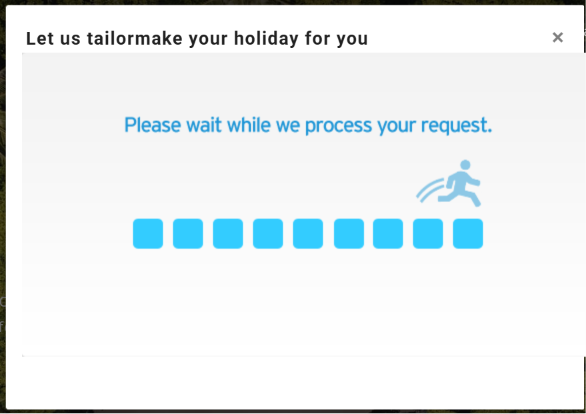 Let us tailormake your holiday for you
×
Please wait while we process your request.